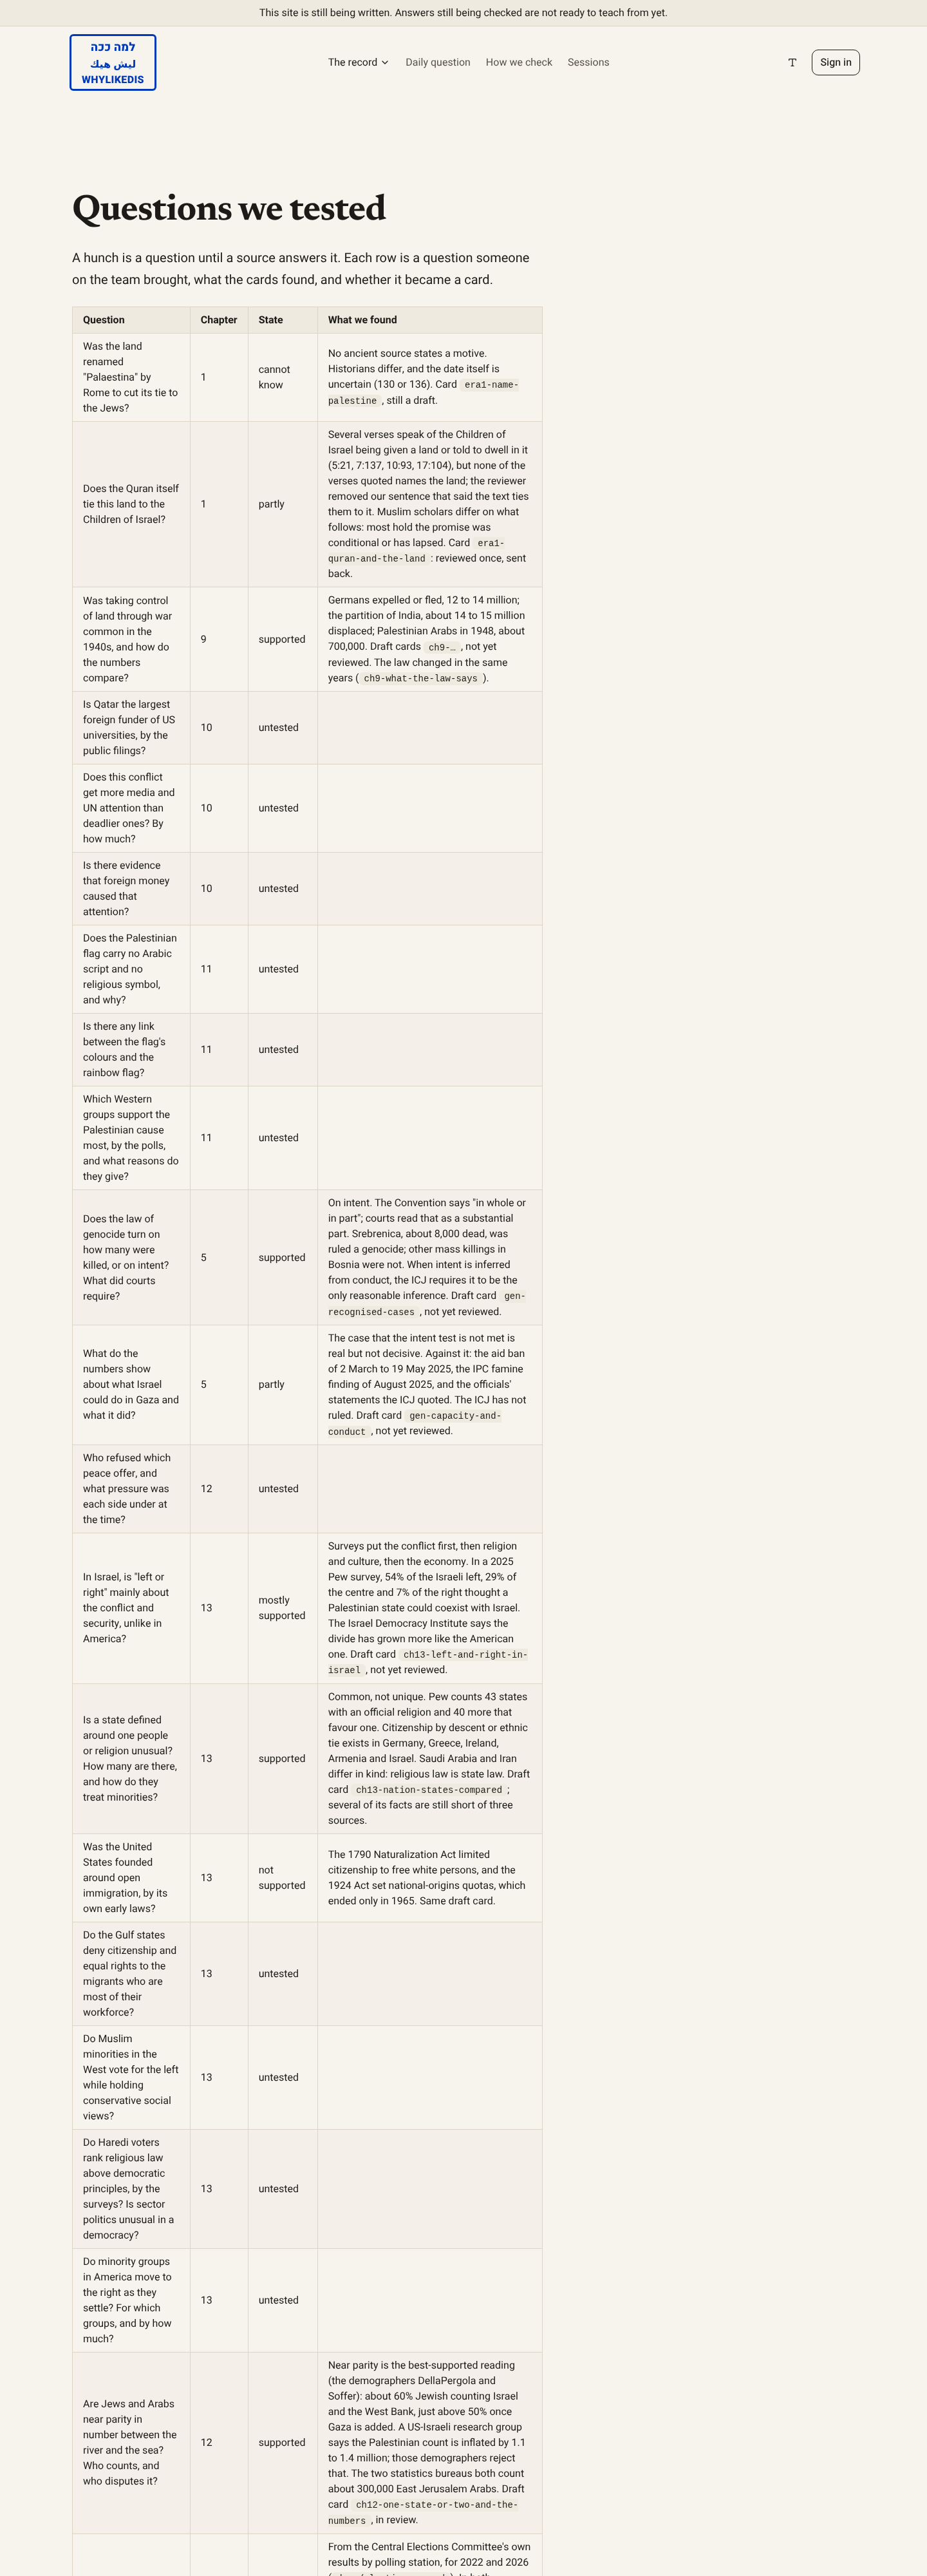 This site is still being written. Answers still being checked are not ready to teach from yet.
למה ככה
ليش هيك
WHYLIKEDIS
The record
Daily question
How we check
Sessions
T
Sign in
Questions we tested
A hunch is a question until a source answers it. Each row is a question someone
on the team brought, what the cards found, and whether it became a card.
Question
Chapter
State
What we found
Was the land
renamed
"Palaestina" by
Rome to cut its tie to
the Jews?
1
cannot
know
No ancient source states a motive.
Historians differ, and the date itself is
uncertain (130 or 136). Card era1-name-
palestine , still a draft.
Does the Quran itself
tie this land to the
Children of Israel?
1
partly
Several verses speak of the Children of
Israel being given a land or told to dwell in it
(5:21, 7:137, 10:93, 17:104), but none of the
verses quoted names the land; the reviewer
removed our sentence that said the text ties
them to it. Muslim scholars differ on what
follows: most hold the promise was
conditional or has lapsed. Card era1-
quran-and-the-land : reviewed once, sent
back.
Was taking control
of land through war
common in the
1940s, and how do
the numbers
compare?
9
supported
Germans expelled or fled, 12 to 14 million;
the partition of India, about 14 to 15 million
displaced; Palestinian Arabs in 1948, about
700,000. Draft cards ch9-… , not yet
reviewed. The law changed in the same
years ( ch9-what-the-law-says ).
Is Qatar the largest
foreign funder of US
universities, by the
public filings?
10
untested
Does this conflict
get more media and
UN attention than
deadlier ones? By
how much?
10
untested
Is there evidence
that foreign money
caused that
attention?
10
untested
Does the Palestinian
flag carry no Arabic
script and no
religious symbol,
and why?
11
untested
Is there any link
between the flag's
colours and the
rainbow flag?
11
untested
Which Western
groups support the
Palestinian cause
most, by the polls,
and what reasons do
they give?
11
untested
Does the law of
genocide turn on
how many were
killed, or on intent?
What did courts
require?
5
supported
On intent. The Convention says "in whole or
in part"; courts read that as a substantial
part. Srebrenica, about 8,000 dead, was
ruled a genocide; other mass killings in
Bosnia were not. When intent is inferred
from conduct, the ICJ requires it to be the
only reasonable inference. Draft card gen-
recognised-cases , not yet reviewed.
What do the
numbers show
about what Israel
could do in Gaza and
what it did?
5
partly
The case that the intent test is not met is
real but not decisive. Against it: the aid ban
of 2 March to 19 May 2025, the IPC famine
finding of August 2025, and the officials'
statements the ICJ quoted. The ICJ has not
ruled. Draft card gen-capacity-and-
conduct , not yet reviewed.
Who refused which
peace offer, and
what pressure was
each side under at
the time?
12
untested
In Israel, is "left or
right" mainly about
the conflict and
security, unlike in
America?
13
mostly
supported
Surveys put the conflict first, then religion
and culture, then the economy. In a 2025
Pew survey, 54% of the Israeli left, 29% of
the centre and 7% of the right thought a
Palestinian state could coexist with Israel.
The Israel Democracy Institute says the
divide has grown more like the American
one. Draft card ch13-left-and-right-in-
israel , not yet reviewed.
Is a state defined
around one people
or religion unusual?
How many are there,
and how do they
treat minorities?
13
supported
Common, not unique. Pew counts 43 states
with an official religion and 40 more that
favour one. Citizenship by descent or ethnic
tie exists in Germany, Greece, Ireland,
Armenia and Israel. Saudi Arabia and Iran
differ in kind: religious law is state law. Draft
card ch13-nation-states-compared ;
several of its facts are still short of three
sources.
Was the United
States founded
around open
immigration, by its
own early laws?
13
not
supported
The 1790 Naturalization Act limited
citizenship to free white persons, and the
1924 Act set national-origins quotas, which
ended only in 1965. Same draft card.
Do the Gulf states
deny citizenship and
equal rights to the
migrants who are
most of their
workforce?
13
untested
Do Muslim
minorities in the
West vote for the left
while holding
conservative social
views?
13
untested
Do Haredi voters
rank religious law
above democratic
principles, by the
surveys? Is sector
politics unusual in a
democracy?
13
untested
Do minority groups
in America move to
the right as they
settle? For which
groups, and by how
much?
13
untested
Are Jews and Arabs
near parity in
number between the
river and the sea?
Who counts, and
who disputes it?
12
supported
Near parity is the best-supported reading
(the demographers DellaPergola and
Soffer): about 60% Jewish counting Israel
and the West Bank, just above 50% once
Gaza is added. A US-Israeli research group
says the Palestinian count is inflated by 1.1
to 1.4 million; those demographers reject
that. The two statistics bureaus both count
about 300,000 East Jerusalem Arabs. Draft
card ch12-one-state-or-two-and-the-
numbers , in review.
From the Central Elections Committee's own
results by polling station, for 2022 and 2026